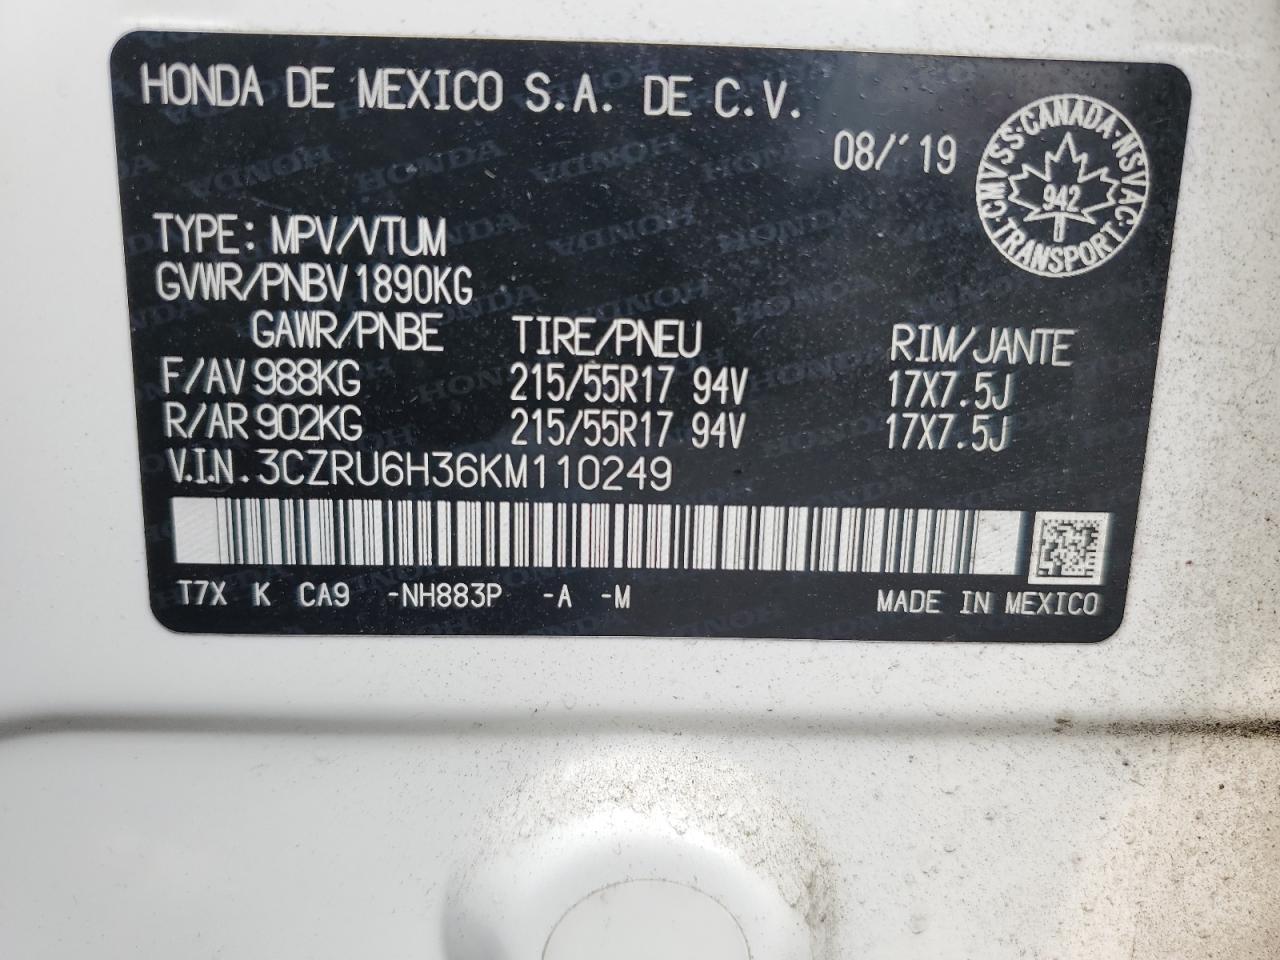 HONDA DE MEXICO S.A. DE C.V.
08/'19
CMVSS·CANADA·NSVAC·TRANSPORT·
942
TYPE: MPV/VTUM
GVWR/PNBV 1890KG
GAWR/PNBE TIRE/PNEU RIM/JANTE
F/AV 988KG 215/55R17 94V 17X7.5J
R/AR 902KG 215/55R17 94V 17X7.5J
V.I.N. 3CZRU6H36KM110249
T7X K CA9 -NH883P -A -M MADE IN MEXICO